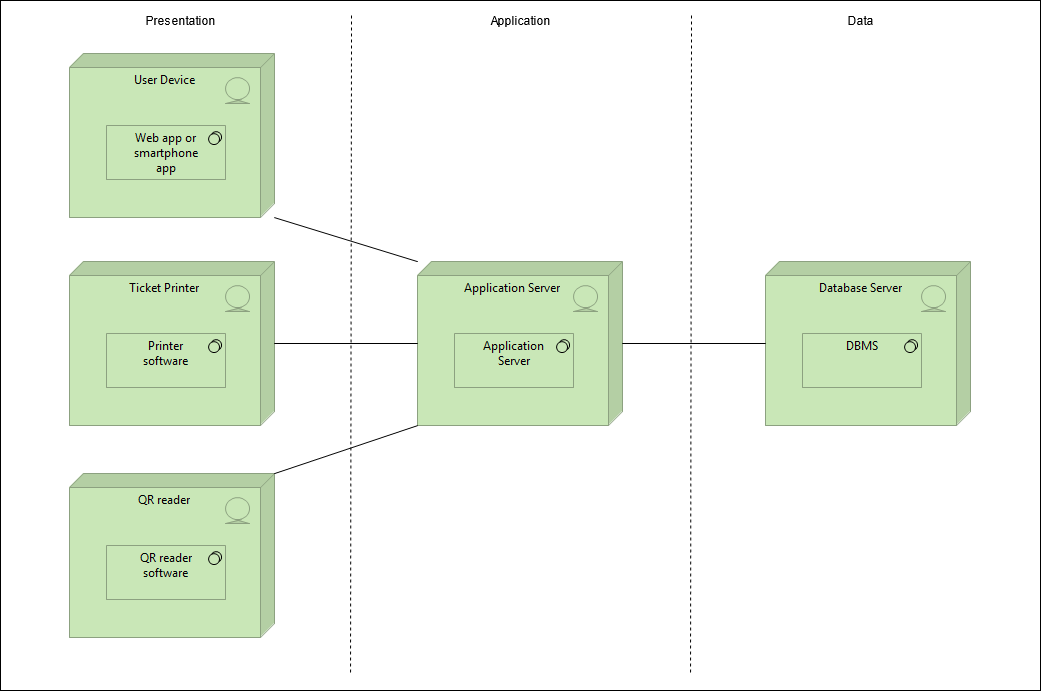 Presentation
Application
Data
User Device
Web app or
smartphone
app
Ticket Printer
Printer
software
Application Server
Application
Server
Database Server
DBMS
QR reader
QR reader
software